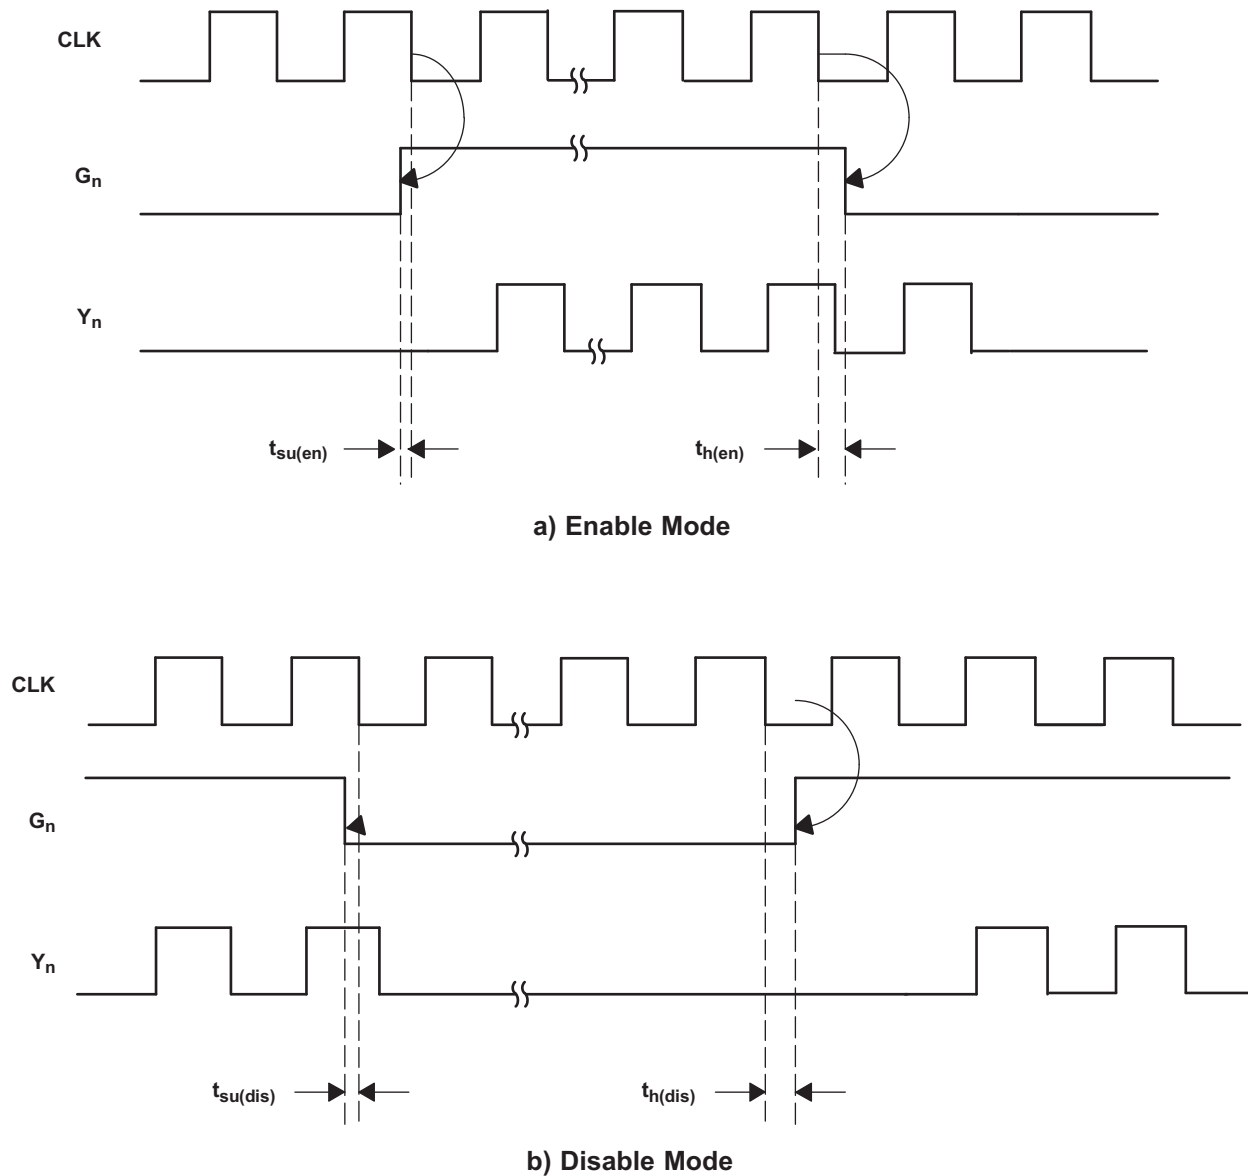 CLK
Gn
Yn
tsu(en)
th(en)
a) Enable Mode
CLK
Gn
Yn
tsu(dis)
th(dis)
b) Disable Mode